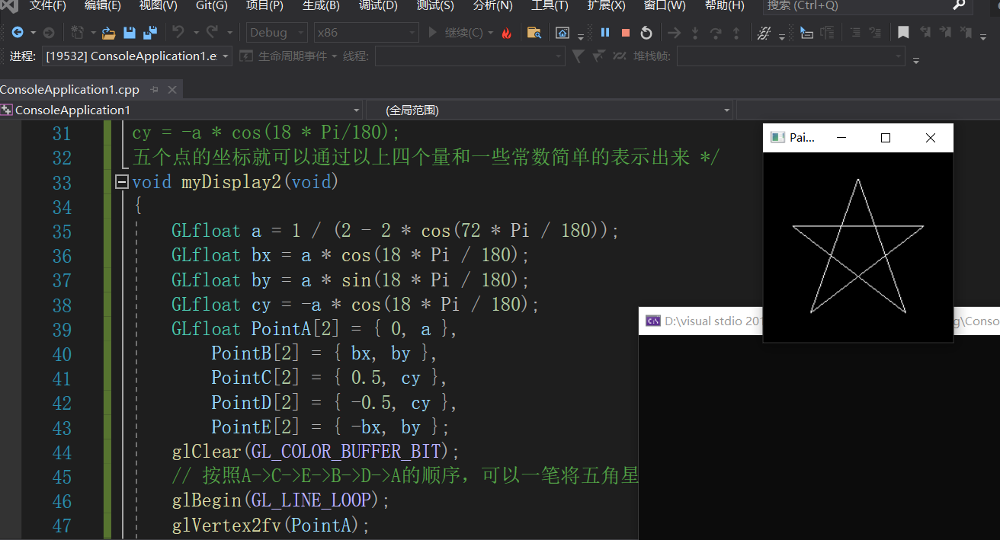 文件(F) 编辑(E) 视图(V) Git(G) 项目(P) 生成(B) 调试(D) 测试(S) 分析(N) 工具(T) 扩展(X) 窗口(W) 帮助(H) 搜索 (Ctrl+Q)
Debug x86 继续(C)
进程: [19532] ConsoleApplication1.e: 生命周期事件 线程: 堆栈帧:
ConsoleApplication1.cpp
ConsoleApplication1 (全局范围)
31 cy = -a * cos(18 * Pi/180);
32 五个点的坐标就可以通过以上四个量和一些常数简单的表示出来 */
33 void myDisplay2(void)
34 {
35 GLfloat a = 1 / (2 - 2 * cos(72 * Pi / 180));
36 GLfloat bx = a * cos(18 * Pi / 180);
37 GLfloat by = a * sin(18 * Pi / 180);
38 GLfloat cy = -a * cos(18 * Pi / 180);
39 GLfloat PointA[2] = { 0, a },
40 PointB[2] = { bx, by },
41 PointC[2] = { 0.5, cy },
42 PointD[2] = { -0.5, cy },
43 PointE[2] = { -bx, by };
44 glClear(GL_COLOR_BUFFER_BIT);
45 // 按照A->C->E->B->D->A的顺序，可以一笔将五角星
46 glBegin(GL_LINE_LOOP);
47 glVertex2fv(PointA);
Pai...
D:\visual stdio 201 g\Conso